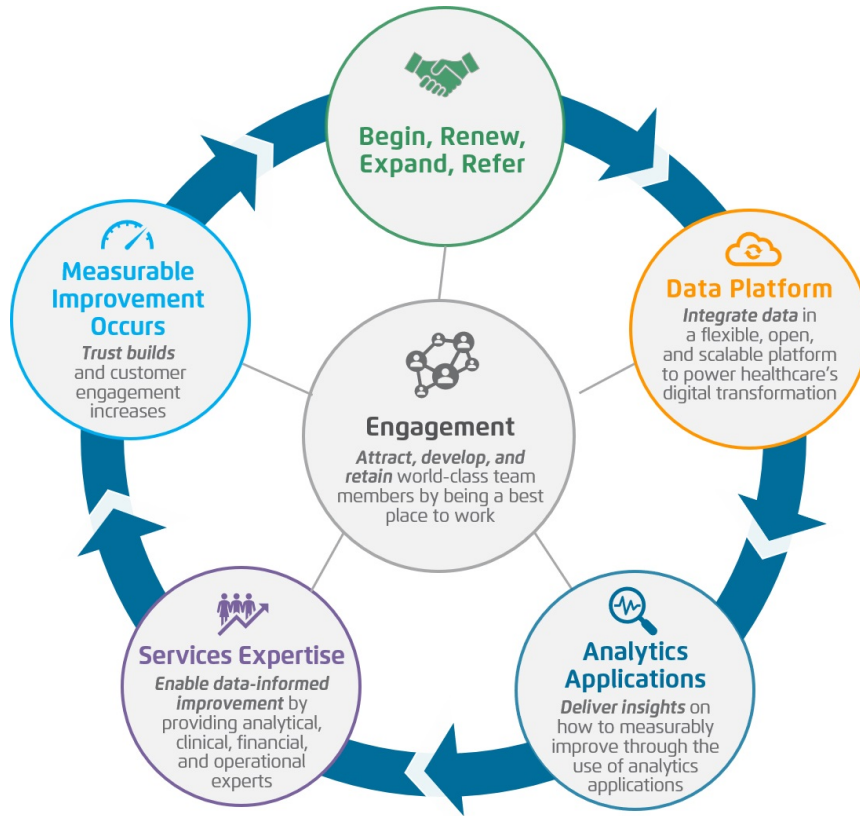 Begin, Renew,
Expand, Refer
Data Platform
Integrate data in
a flexible, open,
and scalable platform
to power healthcare's
digital transformation
Analytics
Applications
Deliver insights on
how to measurably
improve through the
use of analytics
applications
Services Expertise
Enable data-informed
improvement by
providing analytical,
clinical, financial,
and operational
experts
Measurable
Improvement
Occurs
Trust builds
and customer
engagement
increases
Engagement
Attract, develop, and
retain world-class team
members by being a best
place to work